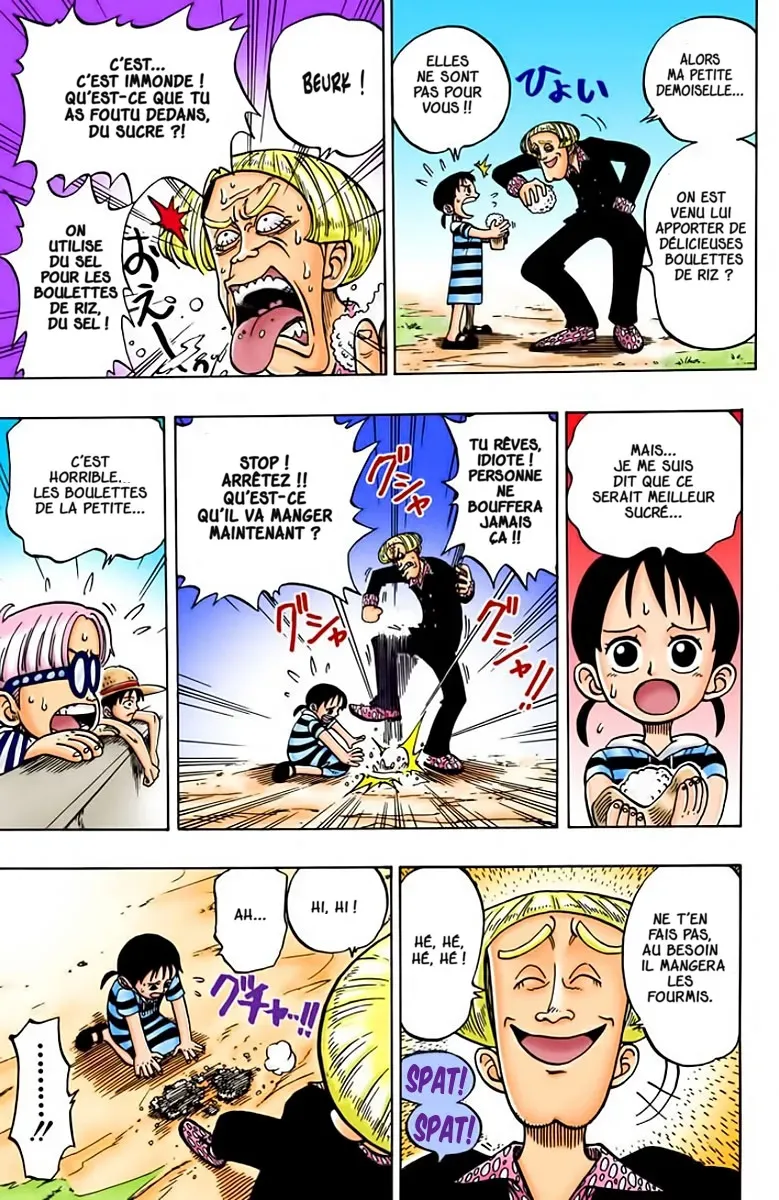 ALORS
MA PETITE
DEMOISELLE...
ON EST
VENU LUI
APPORTER DE
DÉLICIEUSES
BOULETTES
DE RIZ ?
ひょい
ELLES
NE SONT
PAS POUR
VOUS !!
BEURK !
C'EST...
C'EST IMMONDE !
QU'EST-CE QUE TU
AS FOUTU DEDANS,
DU SUCRE ?!
ON
UTILISE
DU SEL
POUR LES
BOULETTES
DE RIZ,
DU SEL !
おえーっ
MAIS...
JE ME SUIS
DIT QUE CE
SERAIT MEILLEUR
SUCRÉ...
TU RÊVES,
IDIOTE !
PERSONNE
NE
BOUFFERA
JAMAIS
ÇA !!
グシャ
STOP !
ARRÊTEZ !!
QU'EST-CE
QU'IL VA MANGER
MAINTENANT ?
グシャ
グシャ!!
C'EST
HORRIBLE...
LES BOULETTES
DE LA PETITE...
NE T'EN
FAIS PAS,
AU BESOIN
IL MANGERA
LES
FOURMIS.
HÉ, HÉ,
HÉ, HÉ !
SPAT!
SPAT!
HI, HI !
AH...
グチャ..!!
........!!